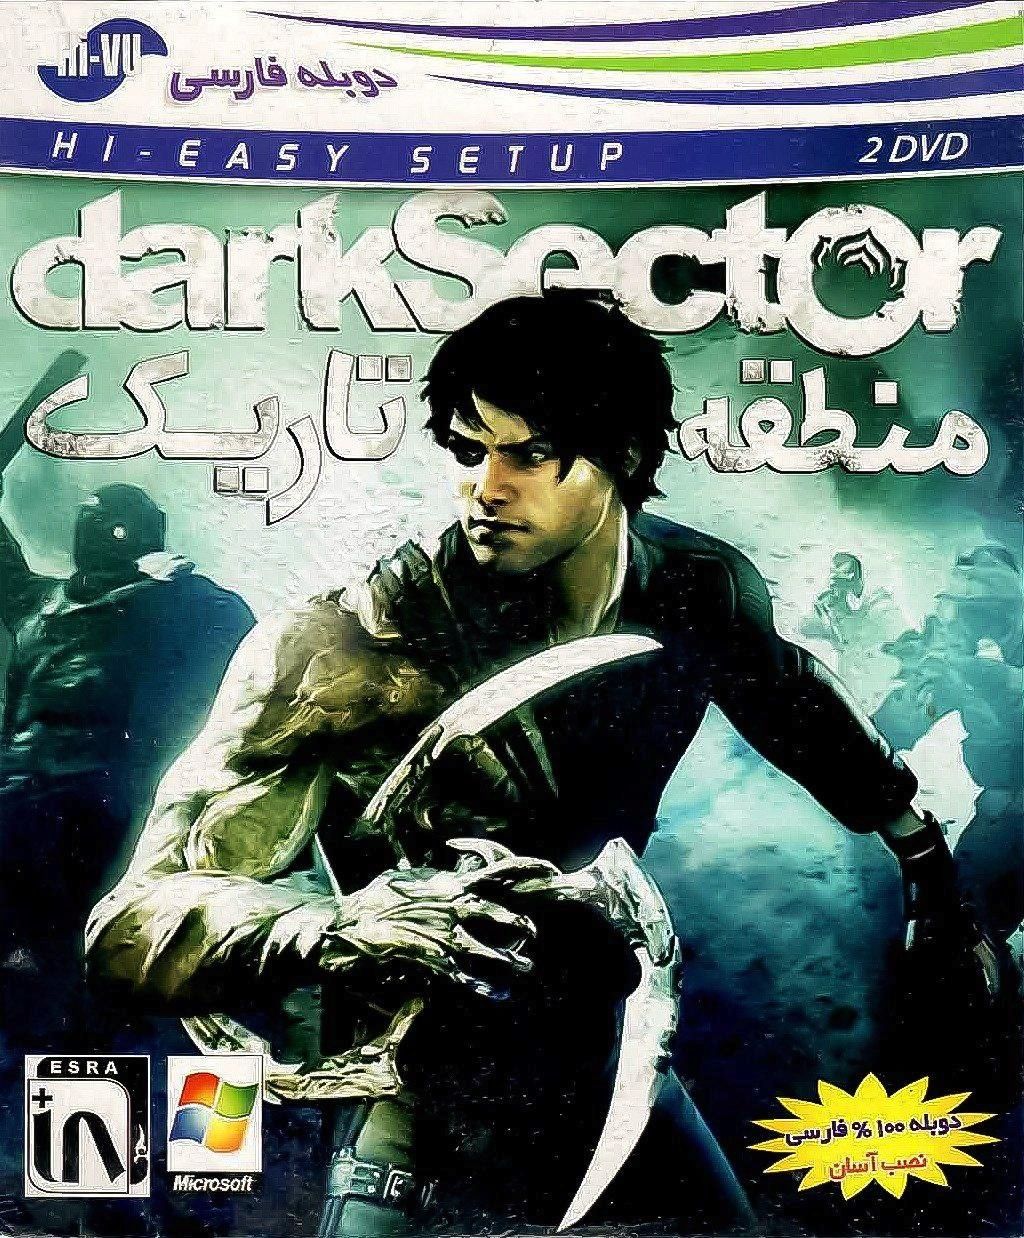 Hi-VU
دوبله فارسی
HI-EASY SETUP
2 DVD
darkSector
منطقه تاریک
ESRA
+۱۸
Microsoft
دوبله ۱۰۰ % فارسی
نصب آسان